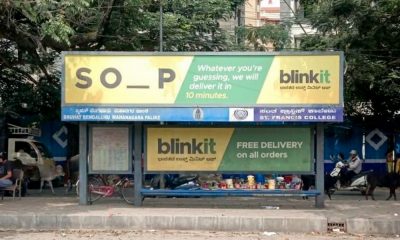 SO__P
Whatever you're
guessing, we will
deliver it in
10 minutes.
blinkit
BRUHAT BENGALURU MAHANAGARA PALIKE
ST. FRANCIS COLLEGE
blinkit
FREE DELIVERY
on all orders